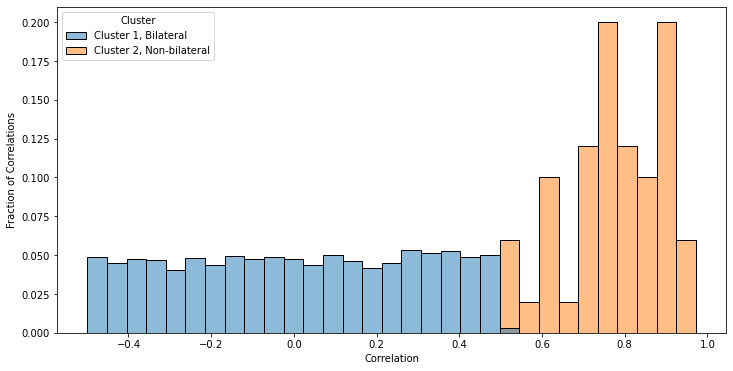 Cluster
Cluster 1, Bilateral
Cluster 2, Non-bilateral
Fraction of Correlations
0.200
0.175
0.150
0.125
0.100
0.075
0.050
0.025
0.000
−0.4 −0.2 0.0 0.2 0.4 0.6 0.8 1.0
Correlation